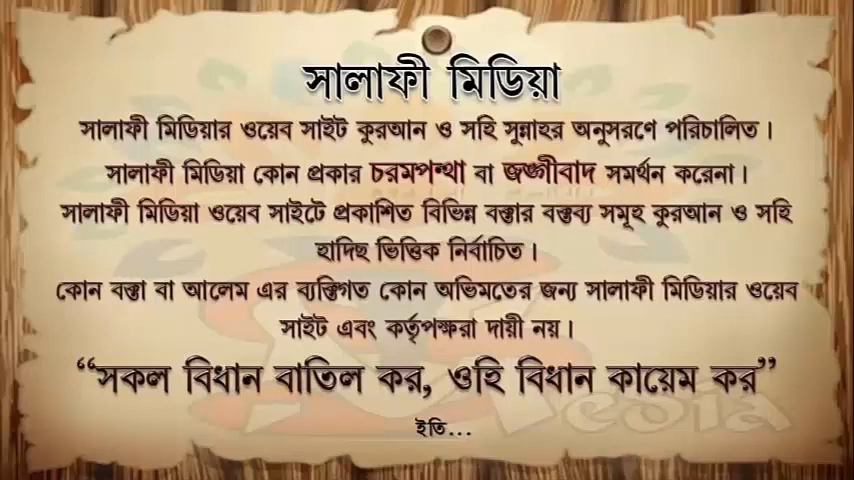 সালাফী মিডিয়া
সালাফী মিডিয়ার ওয়েব সাইট কুরআন ও সহি সুন্নাহর অনুসরণে পরিচালিত।
সালাফী মিডিয়া কোন প্রকার চরমপন্থা বা জঙ্গীবাদ সমর্থন করেনা।
সালাফী মিডিয়া ওয়েব সাইটে প্রকাশিত বিভিন্ন বক্তার বক্তব্য সমূহ কুরআন ও সহি
হাদিছ ভিত্তিক নির্বাচিত।
কোন বক্তা বা আলেম এর ব্যক্তিগত কোন অভিমতের জন্য সালাফী মিডিয়ার ওয়েব
সাইট এবং কর্তৃপক্ষরা দায়ী নয়।
“সকল বিধান বাতিল কর, ওহি বিধান কায়েম কর”
ইতি...